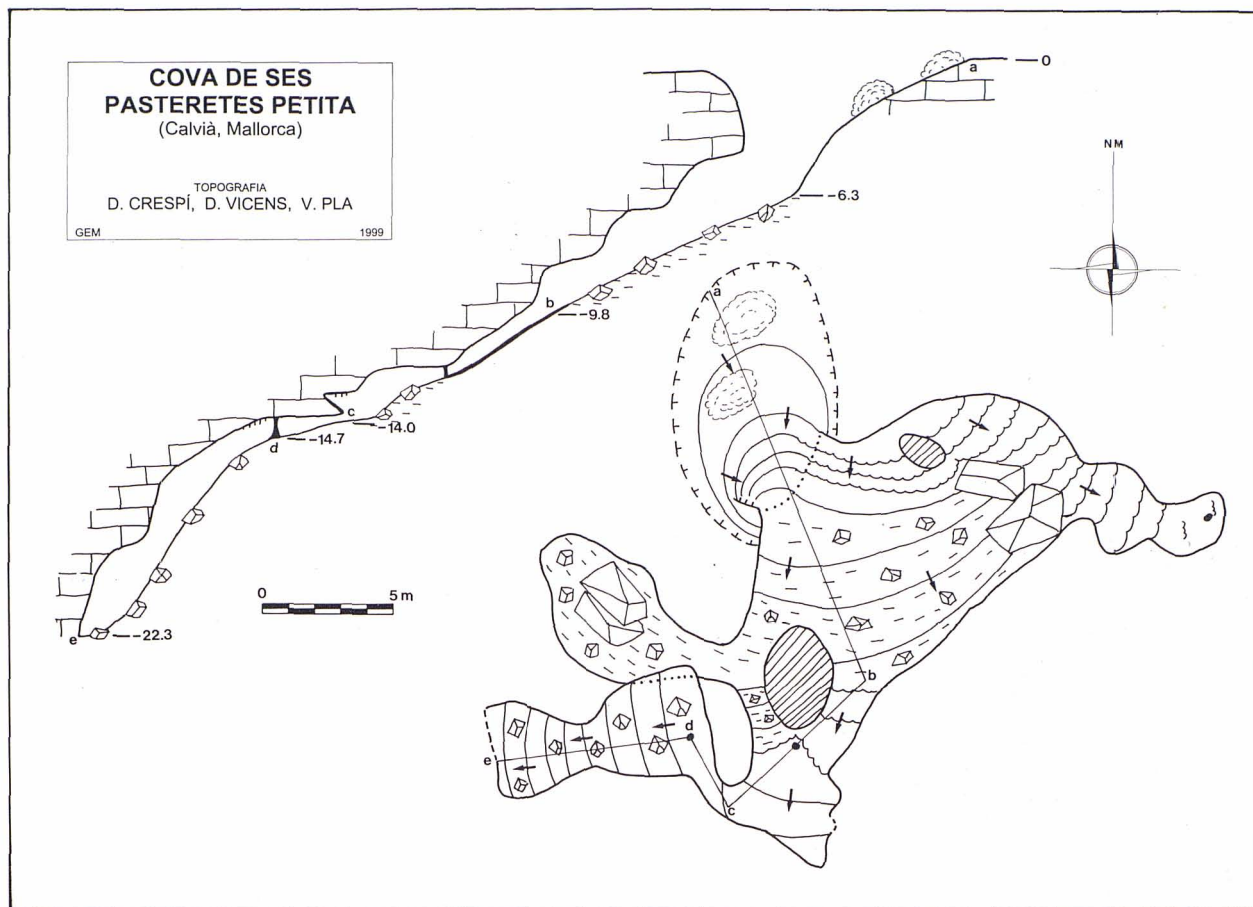 COVA DE SES
PASTERETES PETITA
(Calvià, Mallorca)
TOPOGRAFIA
D. CRESPÍ, D. VICENS, V. PLA
GEM 1999
a
0
NM
-6.3
b
-9.8
c
-14.0
d
-14.7
e
-22.3
0 5 m
a
b
c
d
e